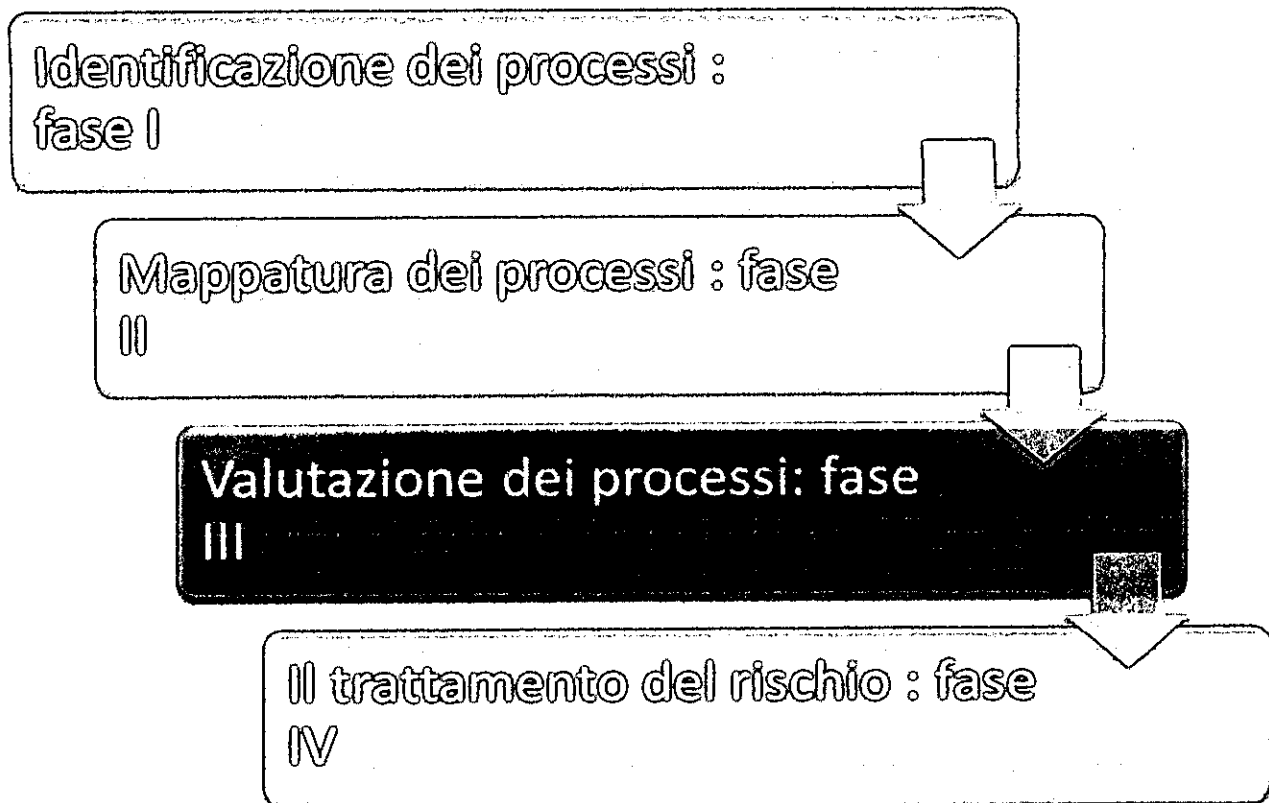 Identificazione dei processi :
fase I
Mappatura dei processi : fase
II
Valutazione dei processi: fase
III
Il trattamento del rischio : fase
IV